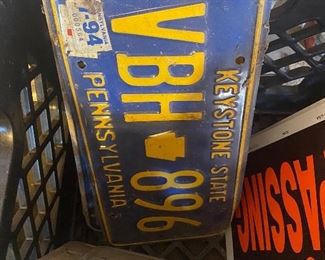 KEYSTONE STATE
VBH 896
PENNSYLVANIA
94
PASSING